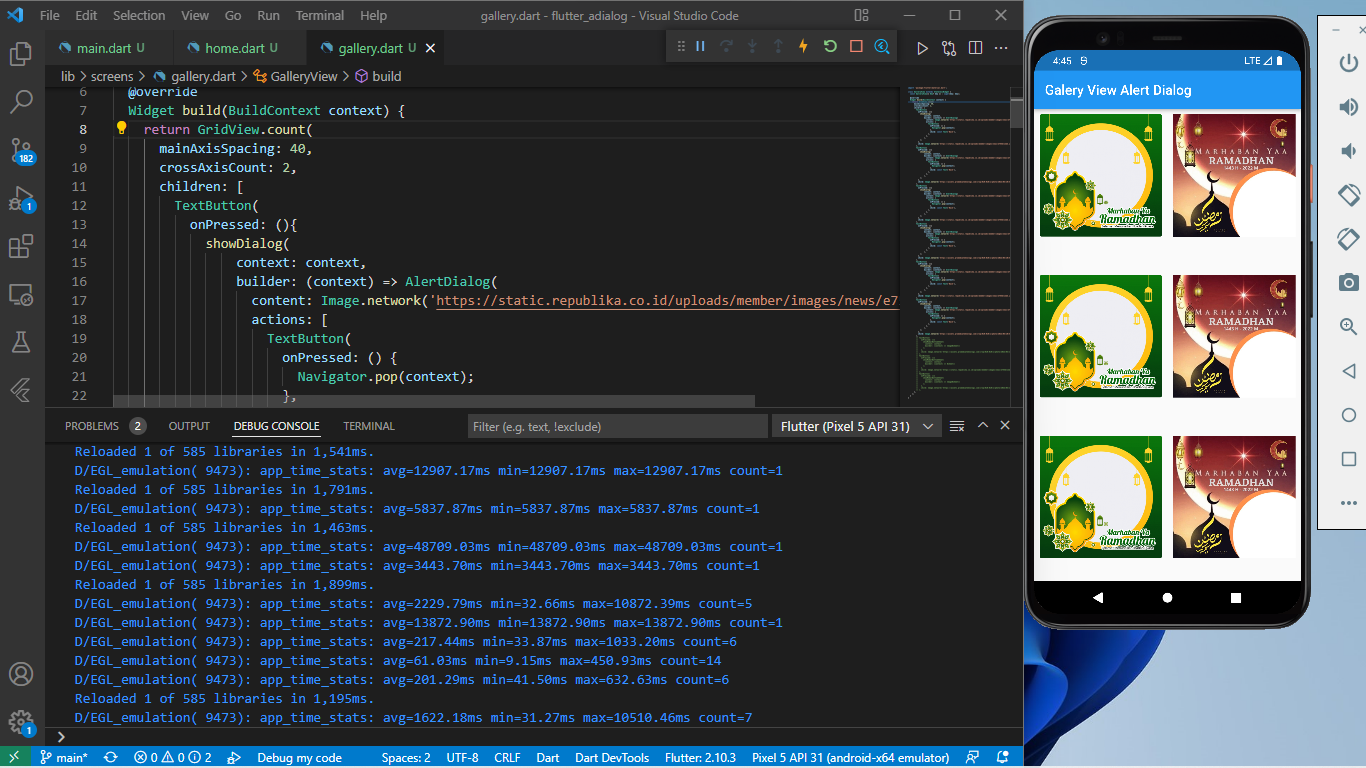 File Edit Selection View Go Run Terminal Help
gallery.dart - flutter_adialog - Visual Studio Code
main.dart U
home.dart U
gallery.dart U
lib > screens > gallery.dart > GalleryView > build
6 @override
7 Widget build(BuildContext context) {
8 return GridView.count(
9 mainAxisSpacing: 40,
10 crossAxisCount: 2,
11 children: [
12 TextButton(
13 onPressed: (){
14 showDialog(
15 context: context,
16 builder: (context) => AlertDialog(
17 content: Image.network('https://static.republika.co.id/uploads/member/images/news/e7
18 actions: [
19 TextButton(
20 onPressed: () {
21 Navigator.pop(context);
22 },
182
1
1
PROBLEMS 2 OUTPUT DEBUG CONSOLE TERMINAL
Filter (e.g. text, !exclude)
Flutter (Pixel 5 API 31)
Reloaded 1 of 585 libraries in 1,541ms.
D/EGL_emulation( 9473): app_time_stats: avg=12907.17ms min=12907.17ms max=12907.17ms count=1
Reloaded 1 of 585 libraries in 1,791ms.
D/EGL_emulation( 9473): app_time_stats: avg=5837.87ms min=5837.87ms max=5837.87ms count=1
Reloaded 1 of 585 libraries in 1,463ms.
D/EGL_emulation( 9473): app_time_stats: avg=48709.03ms min=48709.03ms max=48709.03ms count=1
D/EGL_emulation( 9473): app_time_stats: avg=3443.70ms min=3443.70ms max=3443.70ms count=1
Reloaded 1 of 585 libraries in 1,899ms.
D/EGL_emulation( 9473): app_time_stats: avg=2229.79ms min=32.66ms max=10872.39ms count=5
D/EGL_emulation( 9473): app_time_stats: avg=13872.90ms min=13872.90ms max=13872.90ms count=1
D/EGL_emulation( 9473): app_time_stats: avg=217.44ms min=33.87ms max=1033.20ms count=6
D/EGL_emulation( 9473): app_time_stats: avg=61.03ms min=9.15ms max=450.93ms count=14
D/EGL_emulation( 9473): app_time_stats: avg=201.29ms min=41.50ms max=632.63ms count=6
Reloaded 1 of 585 libraries in 1,195ms.
D/EGL_emulation( 9473): app_time_stats: avg=1622.18ms min=31.27ms max=10510.46ms count=7
>
main* 0 0 2 Debug my code Spaces: 2 UTF-8 CRLF Dart Dart DevTools Flutter: 2.10.3 Pixel 5 API 31 (android-x64 emulator)
4:45 LTE
Galery View Alert Dialog
Marhaban Ya
Ramadhan
MARHABAN YAA
RAMADHAN
1443 H - 2022 M
Marhaban Ya
Ramadhan
MARHABAN YAA
RAMADHAN
1443 H - 2022 M
Marhaban Ya
Ramadhan
MARHABAN YAA
RAMADHAN
1443 H - 2022 M